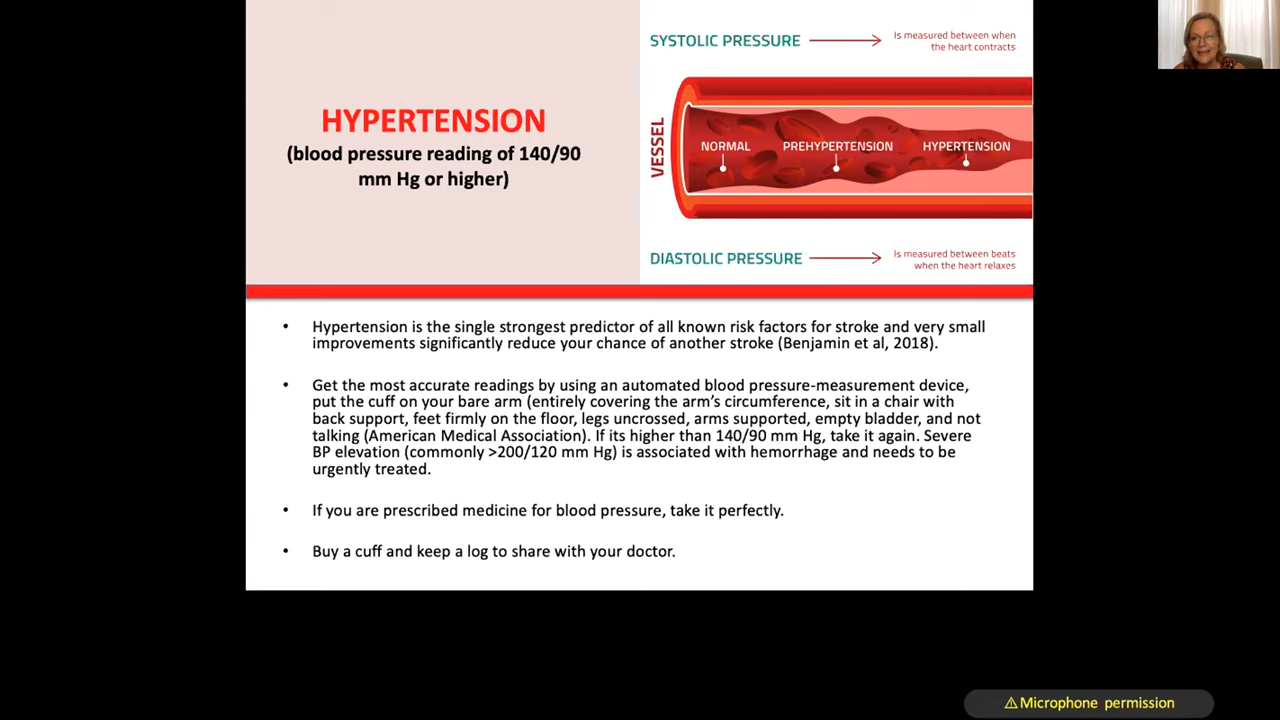 HYPERTENSION
(blood pressure reading of 140/90
mm Hg or higher)
SYSTOLIC PRESSURE
Is measured between when
the heart contracts
VESSEL
NORMAL
PREHYPERTENSION
HYPERTENSION
DIASTOLIC PRESSURE
Is measured between beats
when the heart relaxes
• Hypertension is the single strongest predictor of all known risk factors for stroke and very small
improvements significantly reduce your chance of another stroke (Benjamin et al, 2018).
• Get the most accurate readings by using an automated blood pressure-measurement device,
put the cuff on your bare arm (entirely covering the arm's circumference, sit in a chair with
back support, feet firmly on the floor, legs uncrossed, arms supported, empty bladder, and not
talking (American Medical Association). If its higher than 140/90 mm Hg, take it again. Severe
BP elevation (commonly >200/120 mm Hg) is associated with hemorrhage and needs to be
urgently treated.
• If you are prescribed medicine for blood pressure, take it perfectly.
• Buy a cuff and keep a log to share with your doctor.
⚠Microphone permission